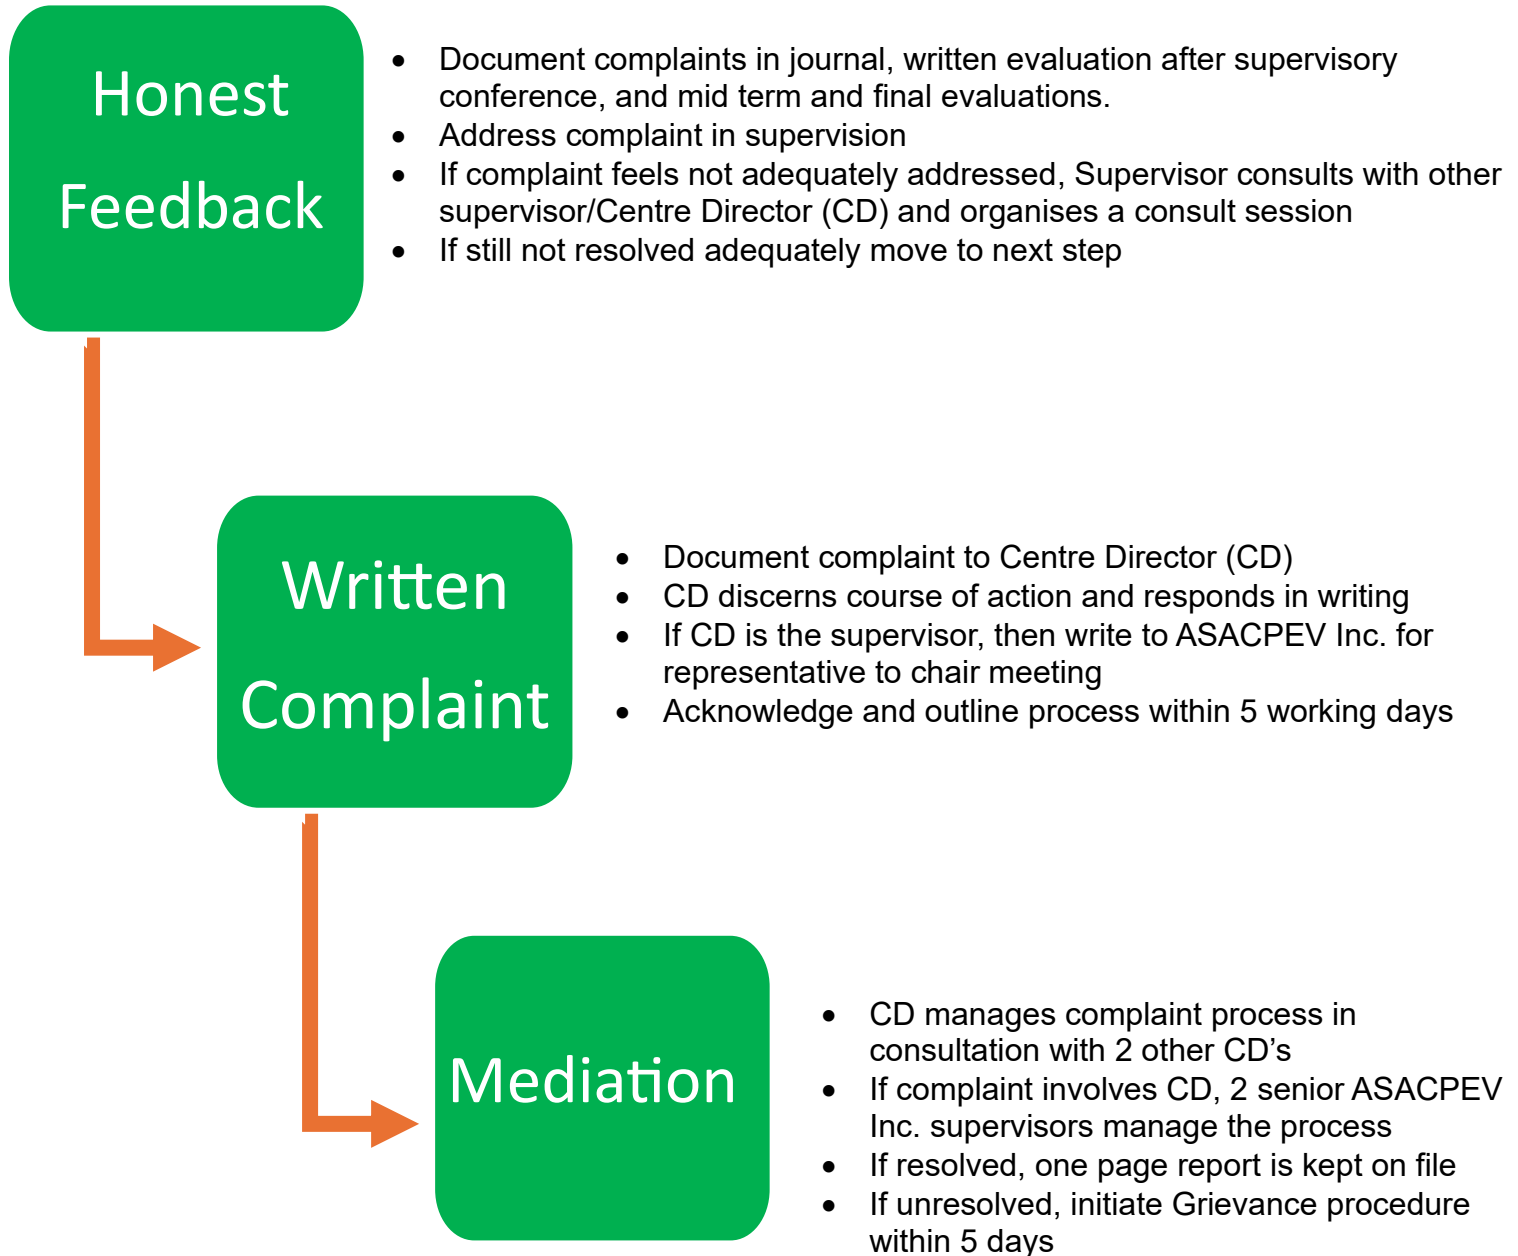 Honest
Feedback
• Document complaints in journal, written evaluation after supervisory
conference, and mid term and final evaluations.
• Address complaint in supervision
• If complaint feels not adequately addressed, Supervisor consults with other
supervisor/Centre Director (CD) and organises a consult session
• If still not resolved adequately move to next step
Written
Complaint
• Document complaint to Centre Director (CD)
• CD discerns course of action and responds in writing
• If CD is the supervisor, then write to ASACPEV Inc. for
representative to chair meeting
• Acknowledge and outline process within 5 working days
Mediation
• CD manages complaint process in
consultation with 2 other CD’s
• If complaint involves CD, 2 senior ASACPEV
Inc. supervisors manage the process
• If resolved, one page report is kept on file
• If unresolved, initiate Grievance procedure
within 5 days